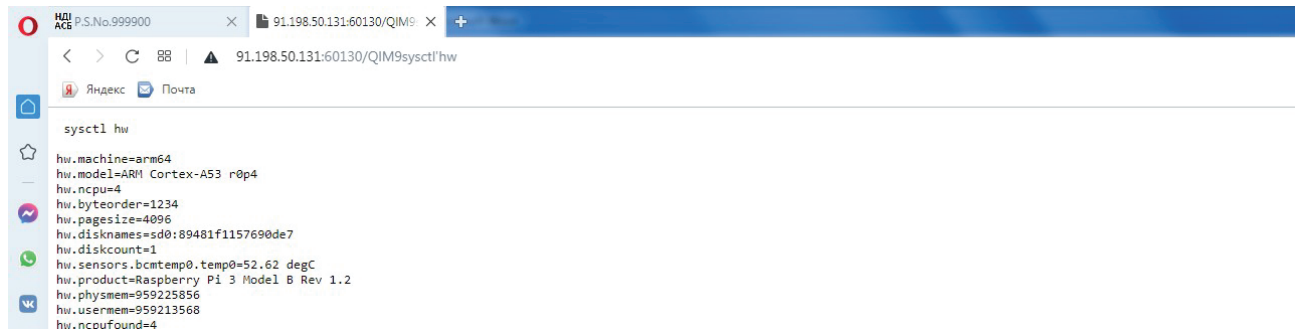 НДІ АСБ P.S.No.999900
91.198.50.131:60130/QIM9
91.198.50.131:60130/QIM9sysctl'hw
Яндекс Почта
sysctl hw
hw.machine=arm64
hw.model=ARM Cortex-A53 r0p4
hw.ncpu=4
hw.byteorder=1234
hw.pagesize=4096
hw.disknames=sd0:89481f1157690de7
hw.diskcount=1
hw.sensors.bcmtemp0.temp0=52.62 degC
hw.product=Raspberry Pi 3 Model B Rev 1.2
hw.physmem=959225856
hw.usermem=959213568
hw.ncpufound=4